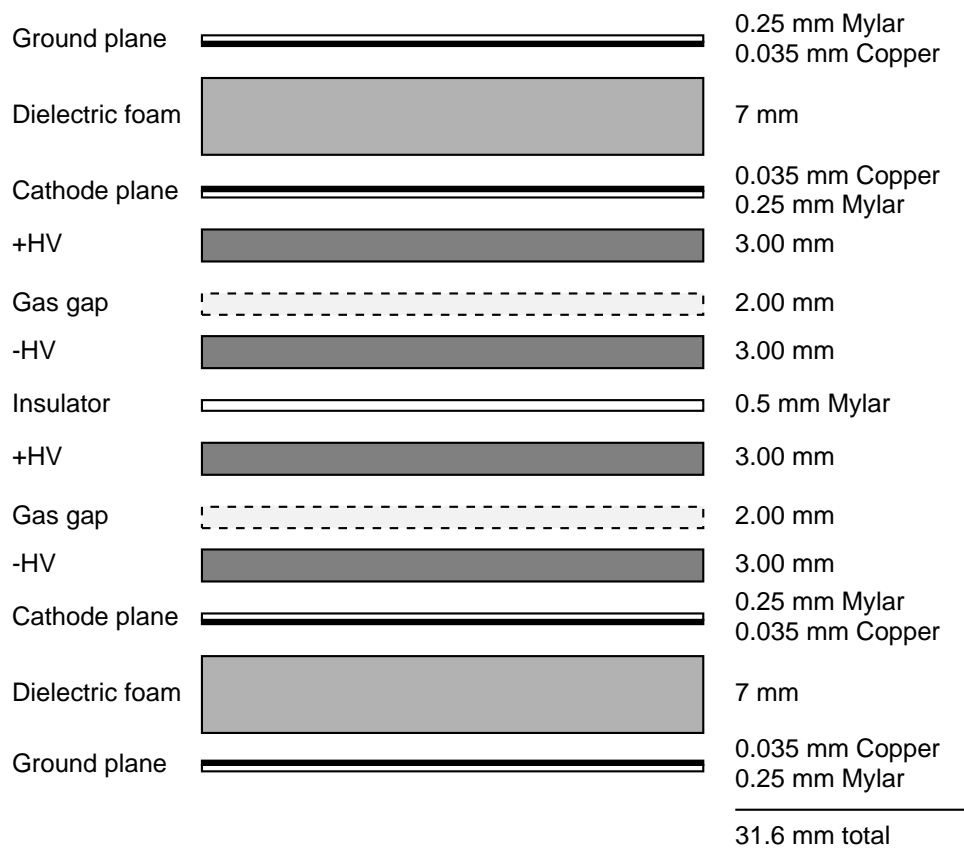 Ground plane
0.25 mm Mylar
0.035 mm Copper
Dielectric foam
7 mm
Cathode plane
0.035 mm Copper
0.25 mm Mylar
+HV
3.00 mm
Gas gap
2.00 mm
-HV
3.00 mm
Insulator
0.5 mm Mylar
+HV
3.00 mm
Gas gap
2.00 mm
-HV
3.00 mm
Cathode plane
0.25 mm Mylar
0.035 mm Copper
Dielectric foam
7 mm
Ground plane
0.035 mm Copper
0.25 mm Mylar
31.6 mm total